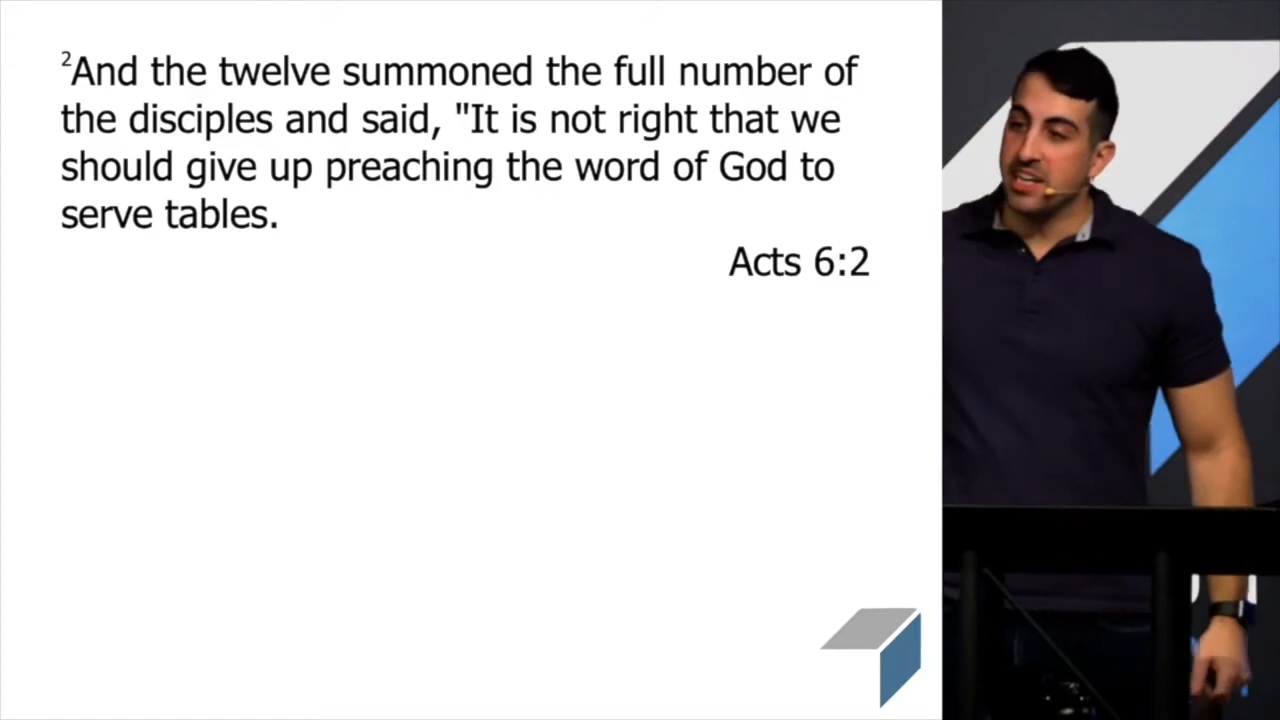 ²And the twelve summoned the full number of
the disciples and said, "It is not right that we
should give up preaching the word of God to
serve tables.
Acts 6:2